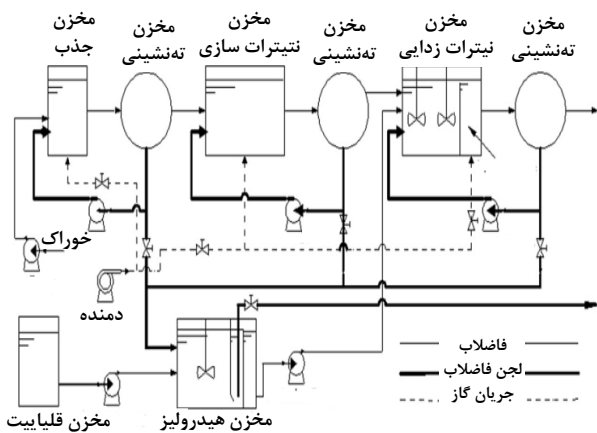 مخزن
جذب
مخزن
ته‌نشینی
مخزن
نتیترات سازی
مخزن
ته‌نشینی
مخزن
نیترات زدایی
مخزن
ته‌نشینی
خوراک
دمنده
مخزن قلیاییت
مخزن هیدرولیز
فاضلاب
لجن فاضلاب
جریان گاز